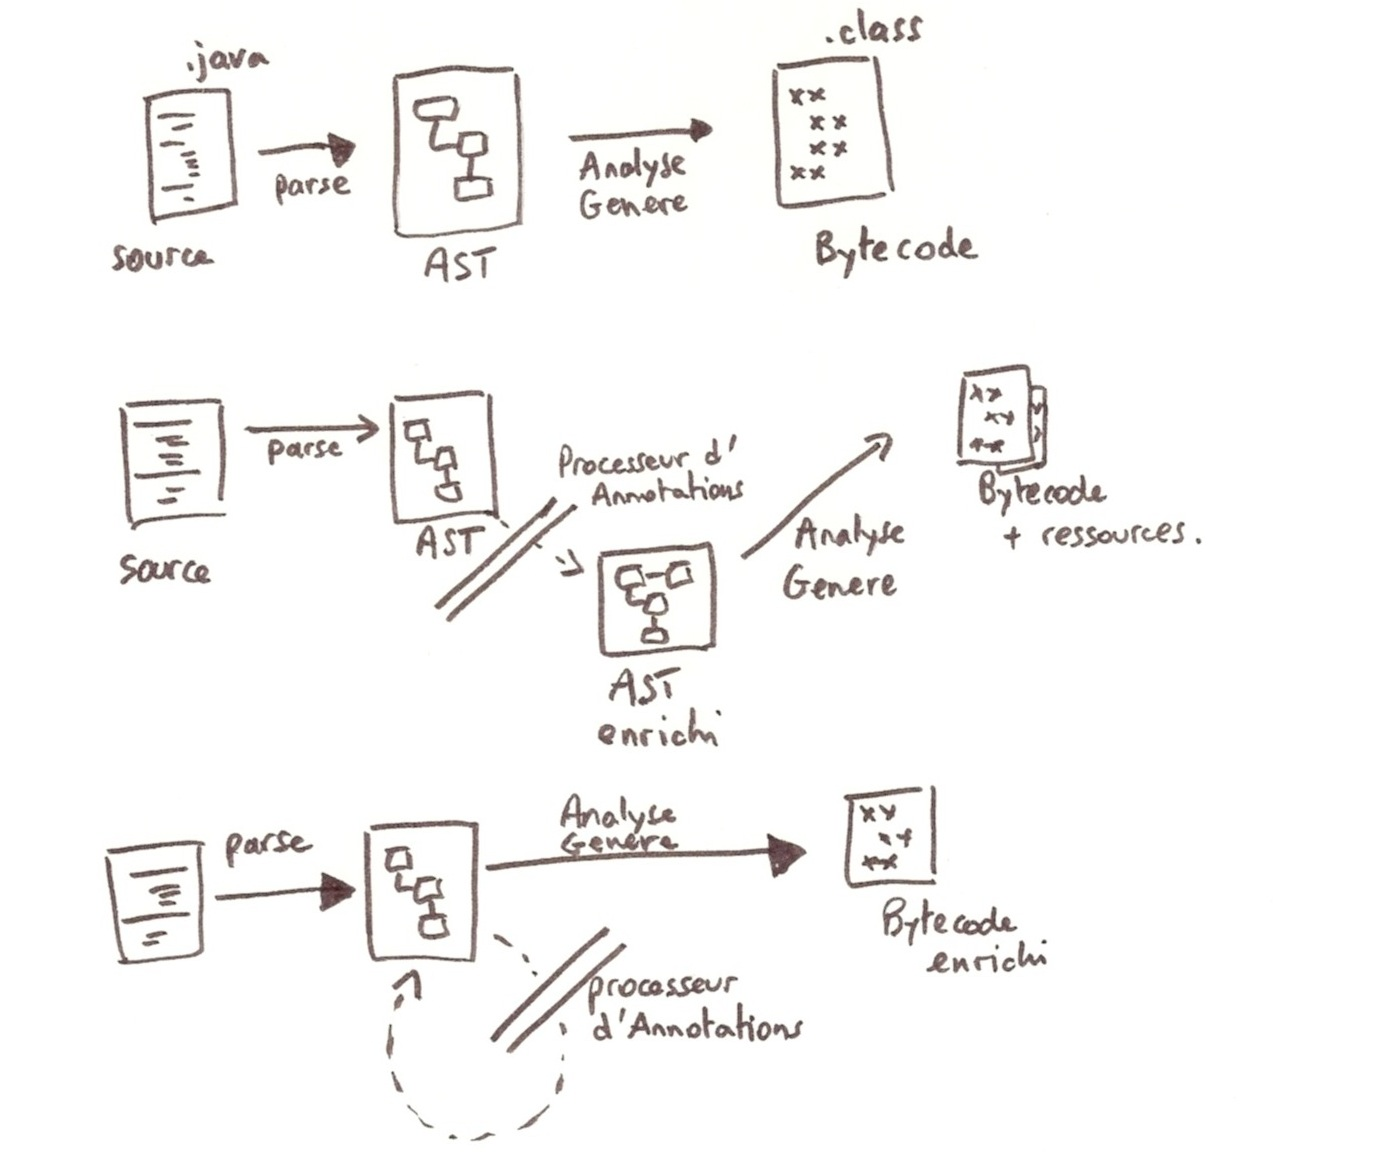 .java
.class
parse
Analyse
Genere
source
AST
Bytecode
parse
Processeur d'
Annotations
AST
source
Analyse
Genere
Bytecode
+ ressources.
AST
enrichi
parse
Analyse
Genere
Bytecode
enrichi
processeur
d'Annotations